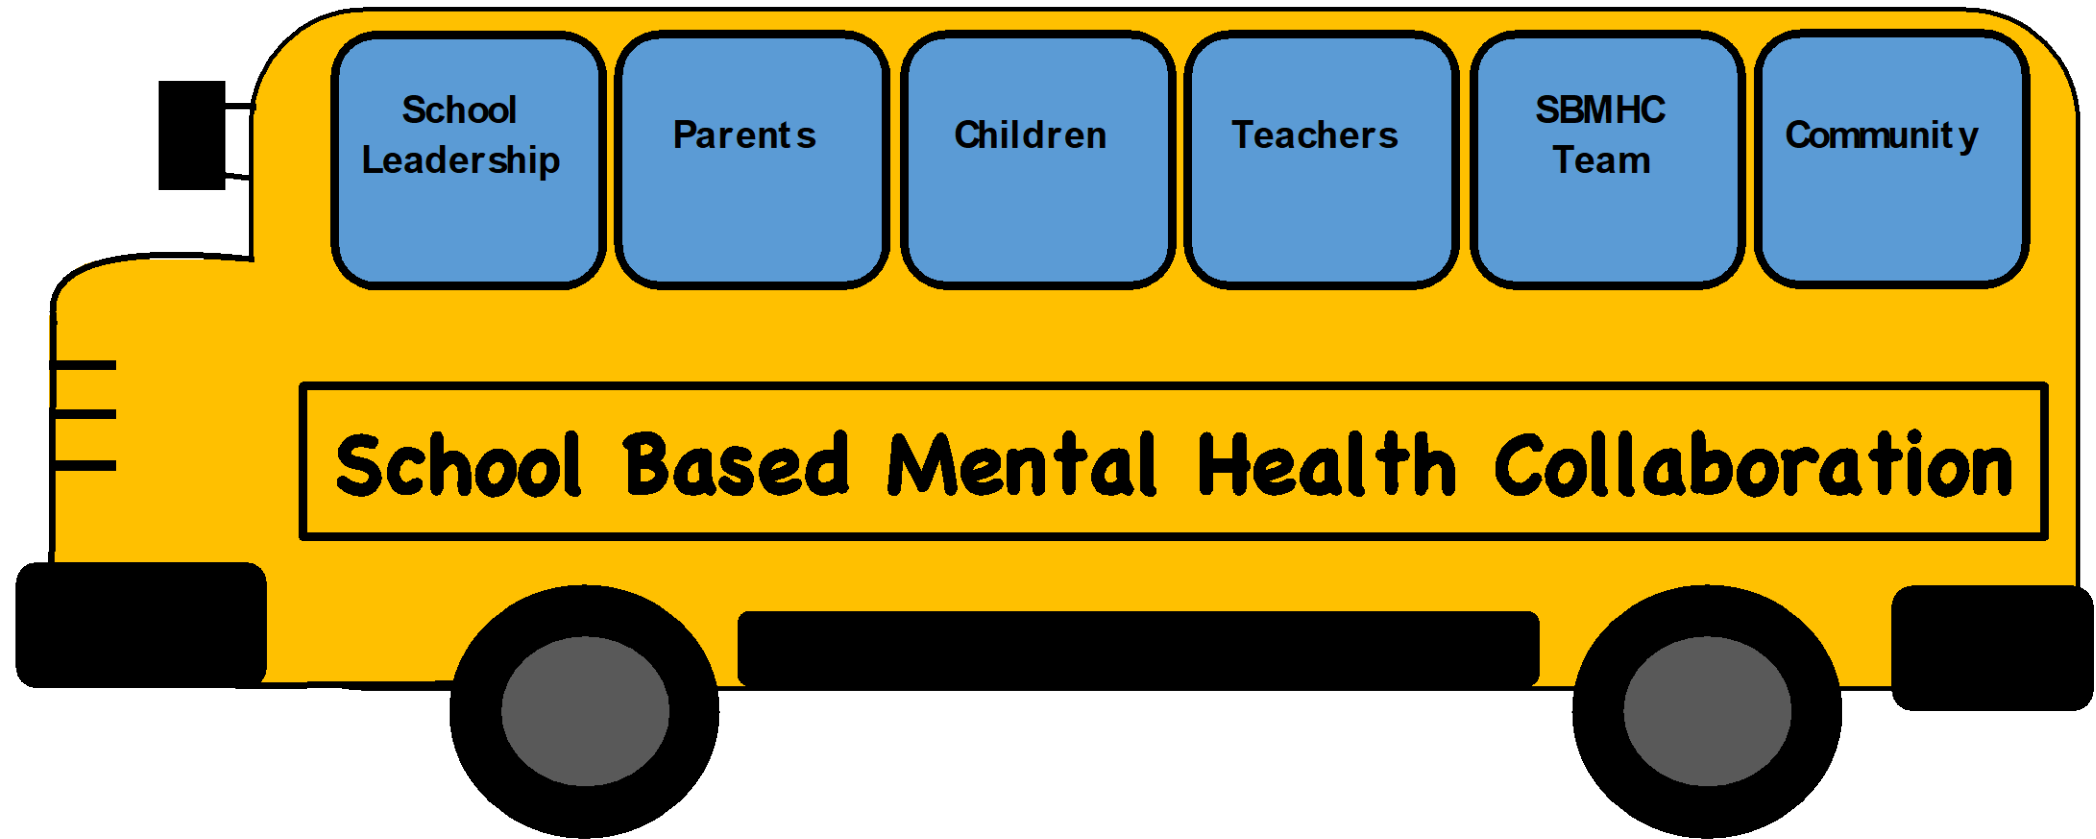 School
Leadership
Parents
Children
Teachers
SBMHC
Team
Community
School Based Mental Health Collaboration